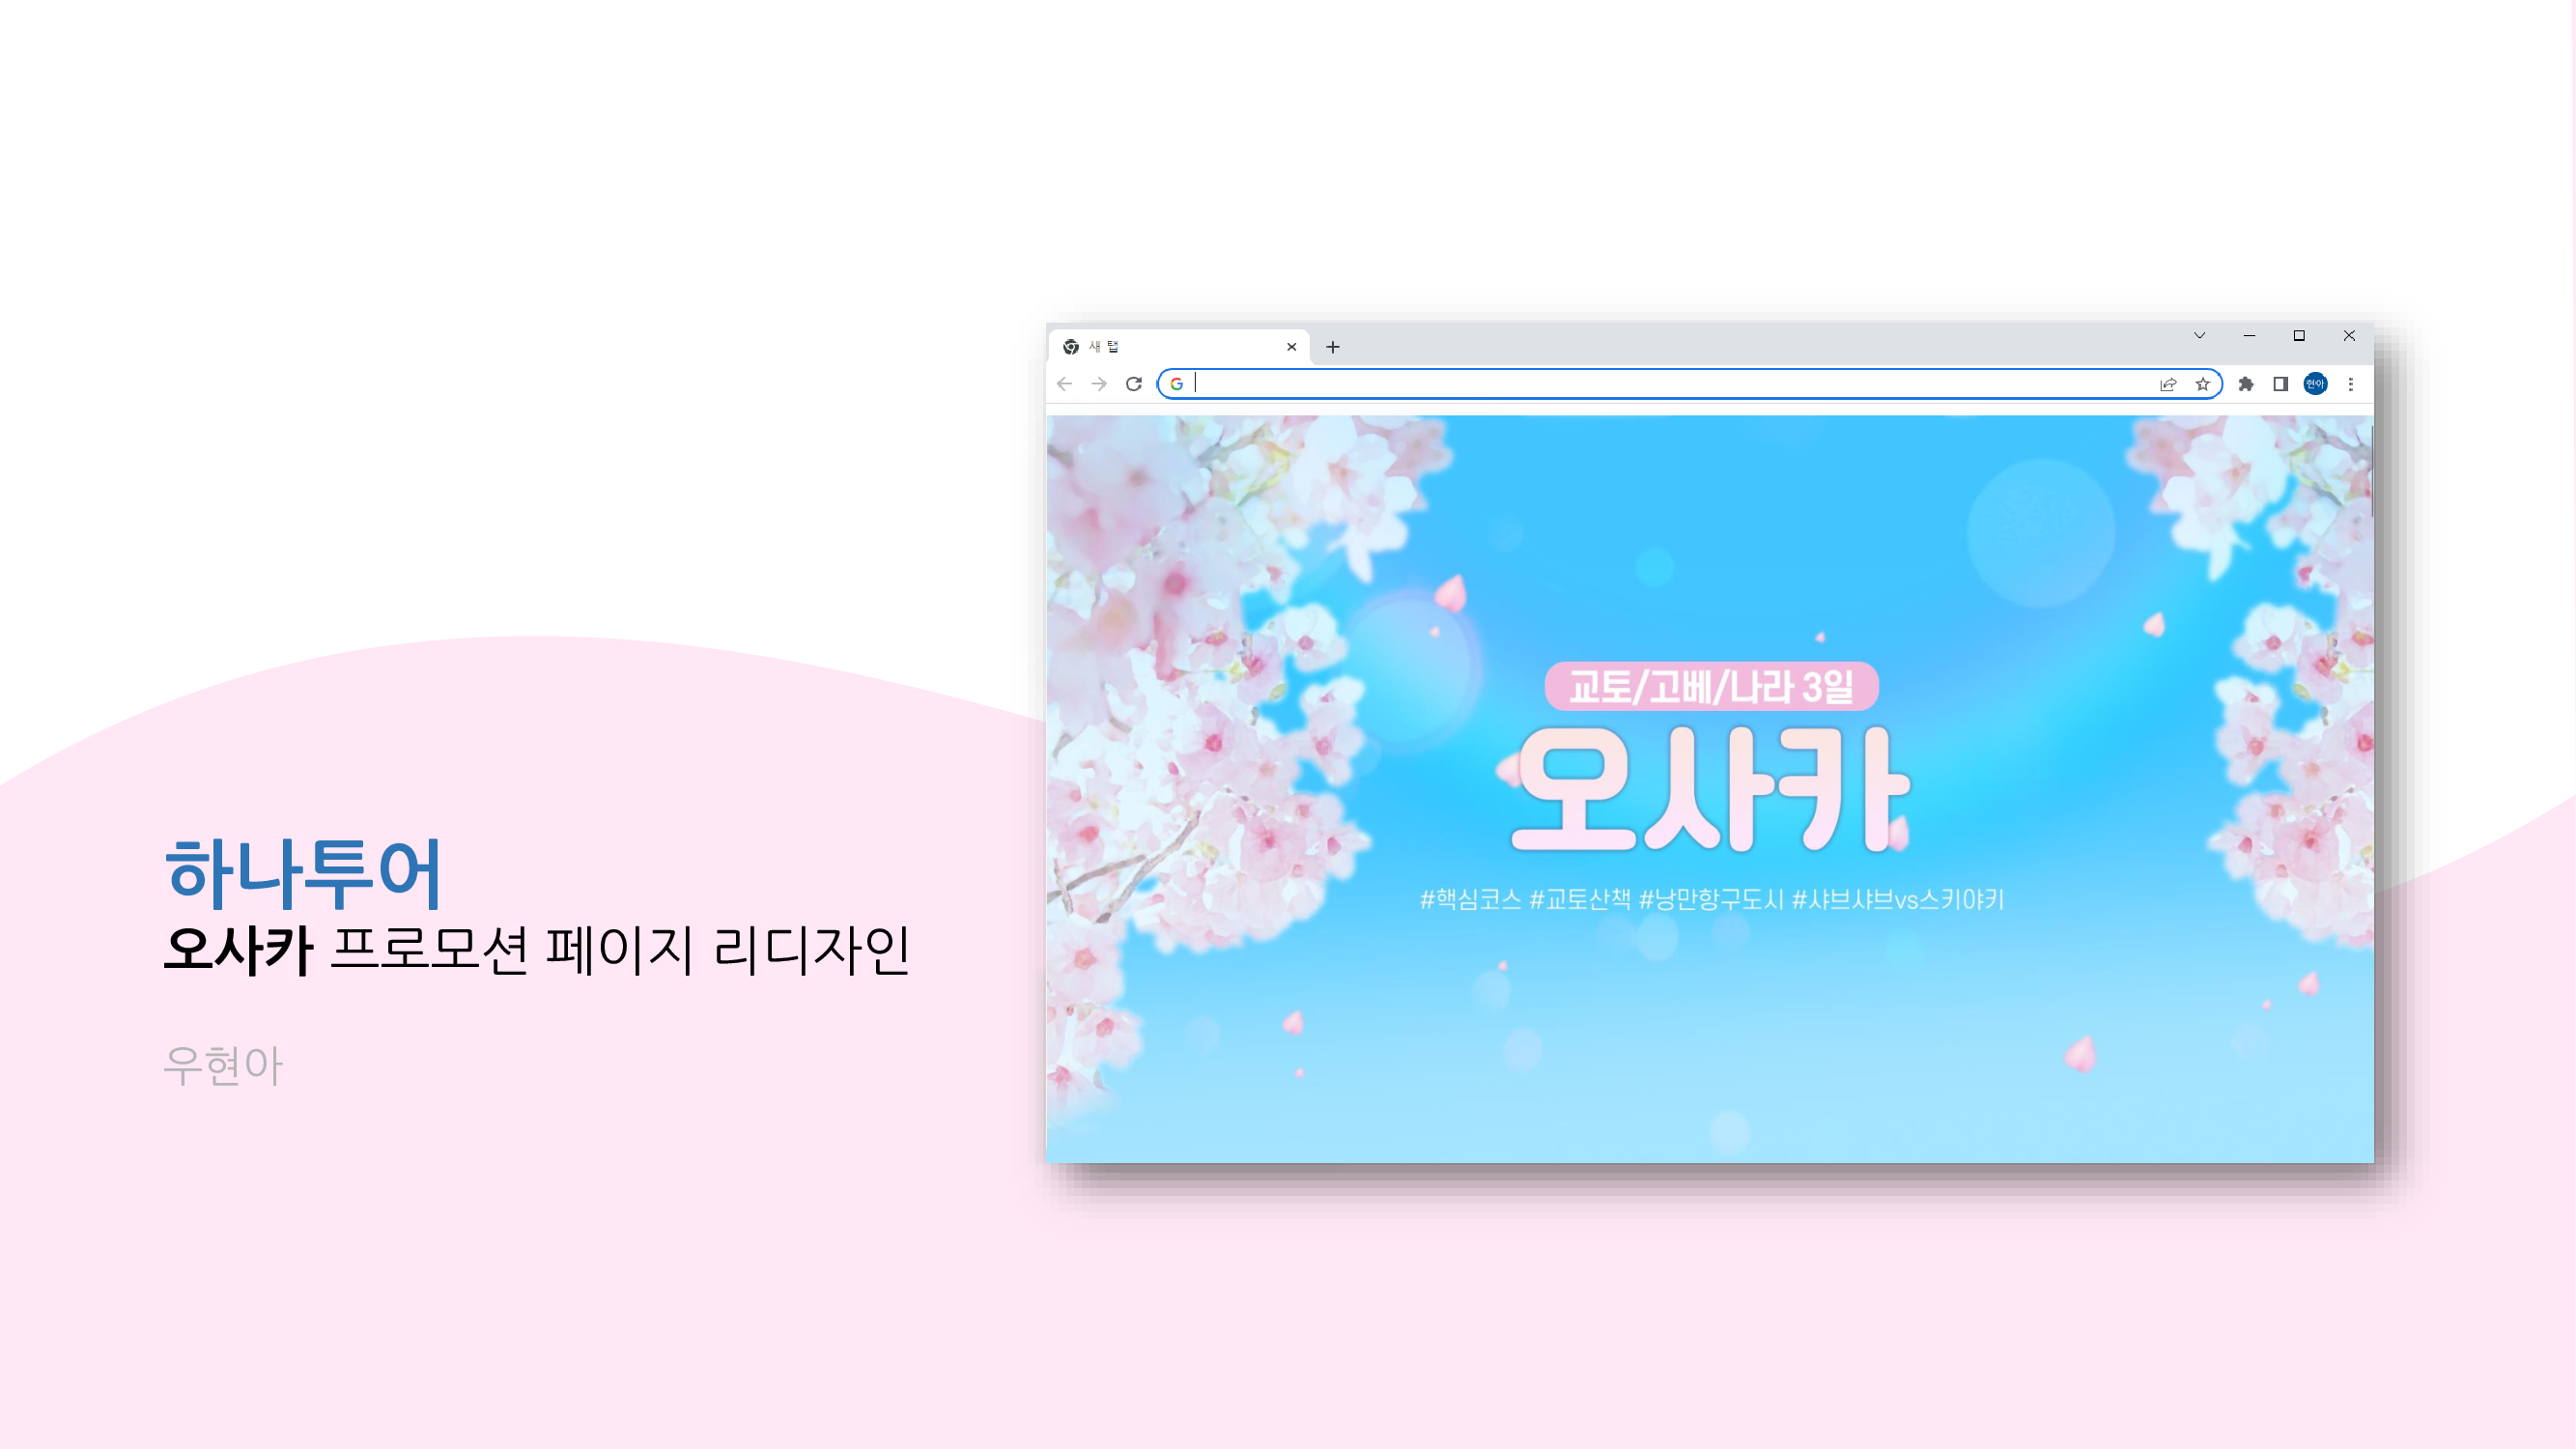 하나투어
오사카 프로모션 페이지 리디자인
우현아
새 탭
현아
교토/고베/나라 3일
오사카
#핵심코스 #교토산책 #낭만항구도시 #샤브샤브vs스키야키